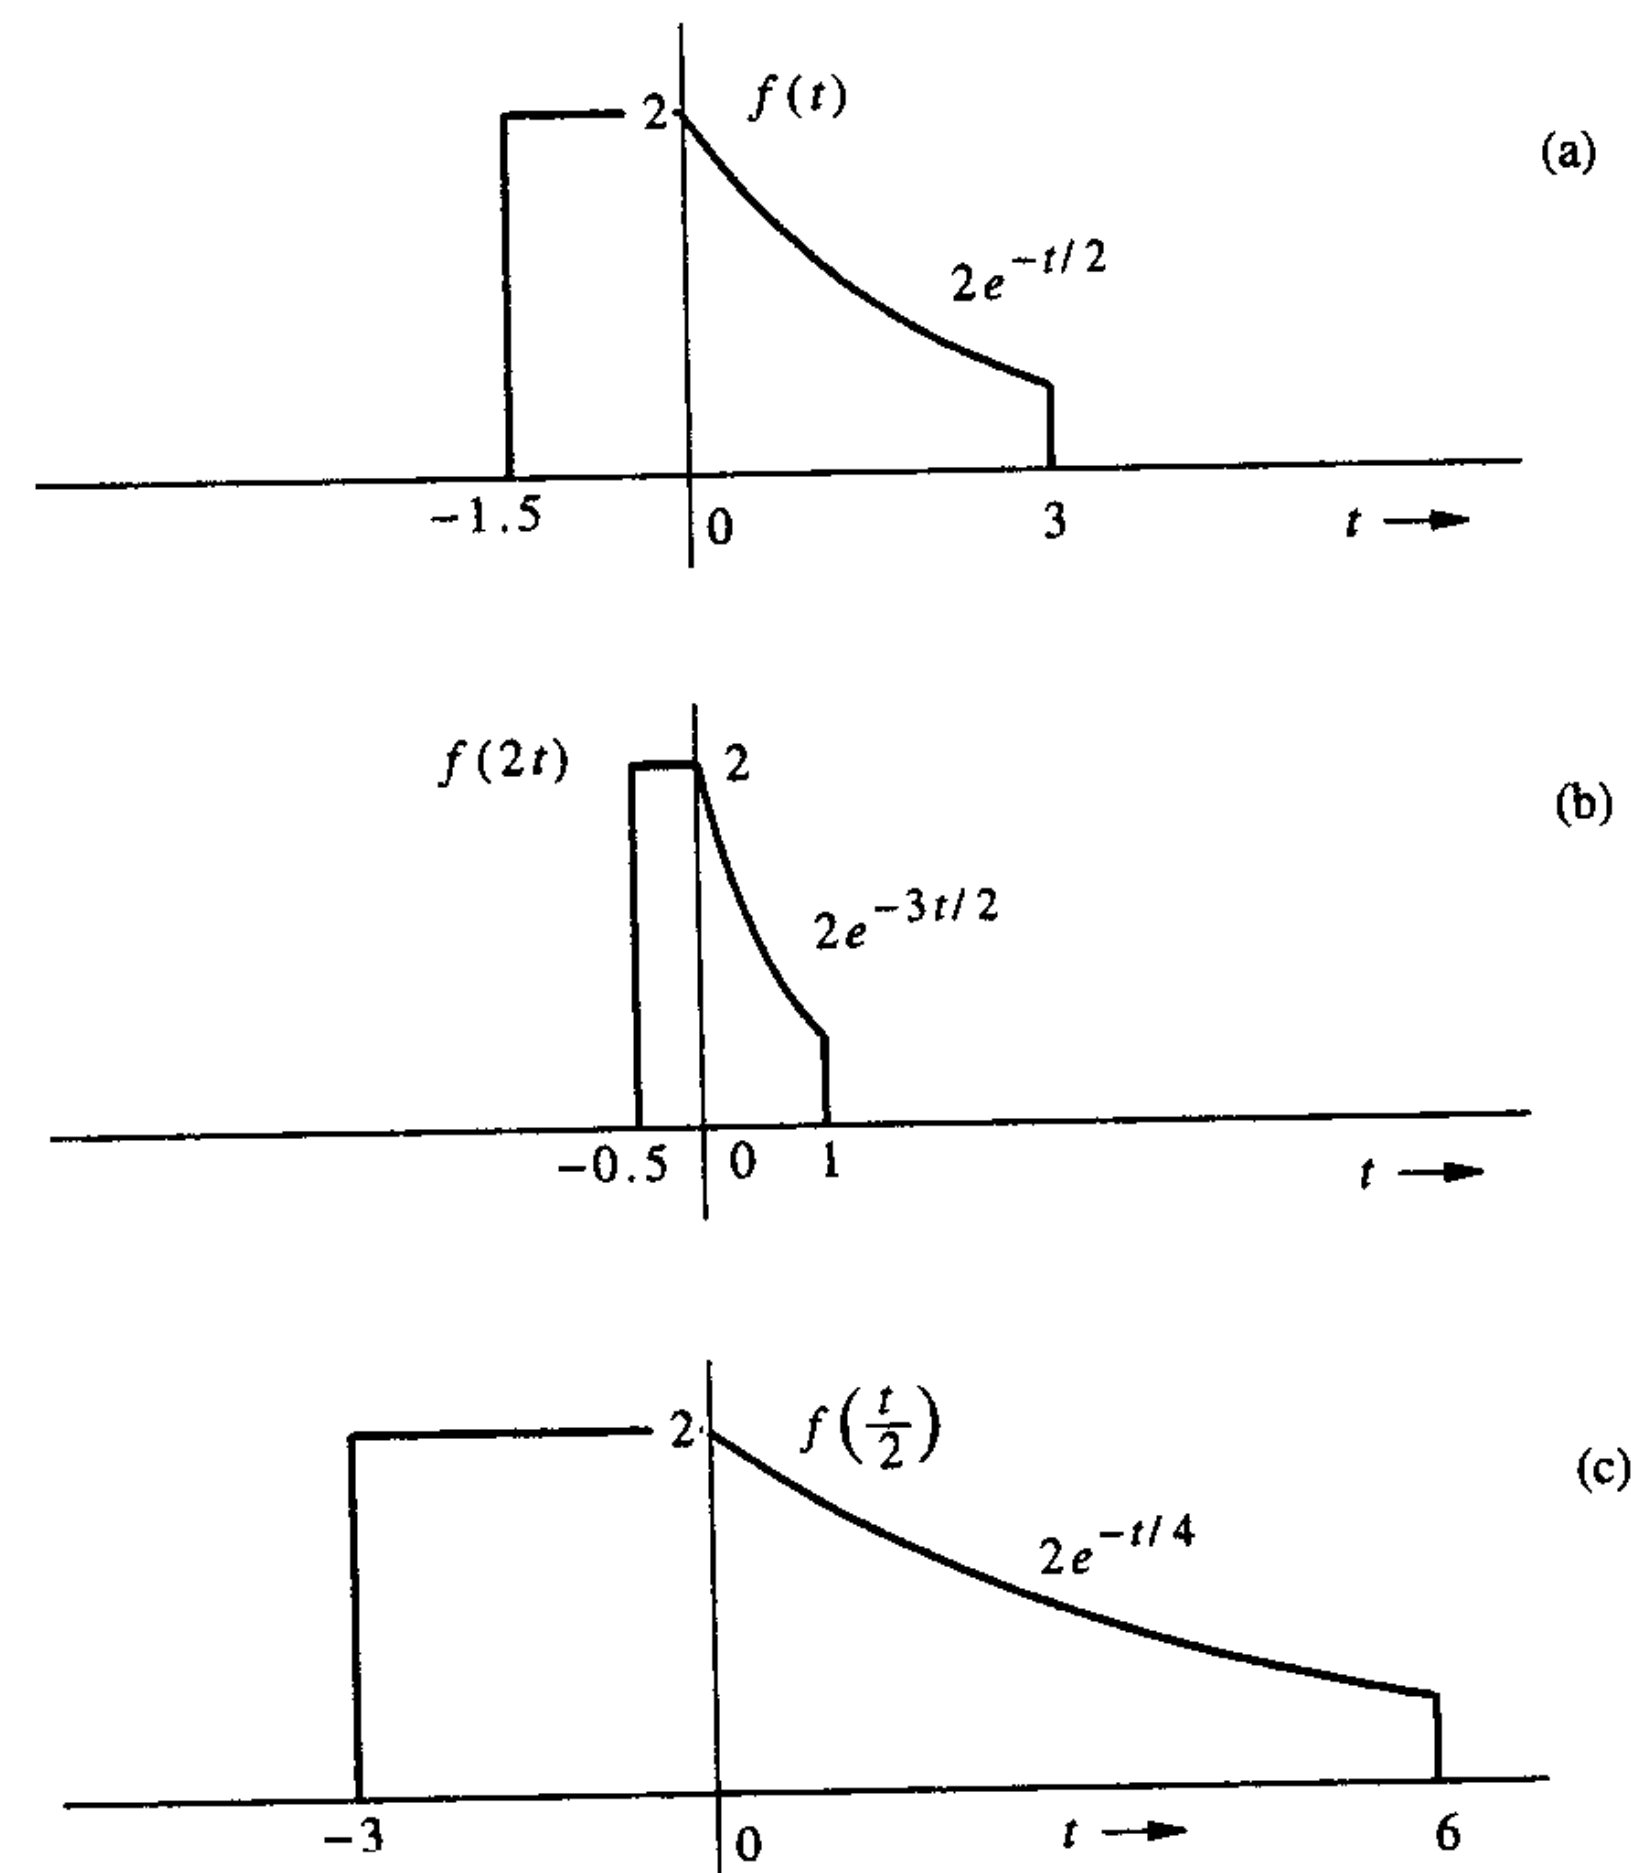 2 f(t)
(a)
2e^{-t/2}
-1.5 0 3 t →
f(2t) 2
(b)
2e^{-3t/2}
-0.5 0 1 t →
2 f(t/2)
(c)
2e^{-t/4}
-3 0 t → 6